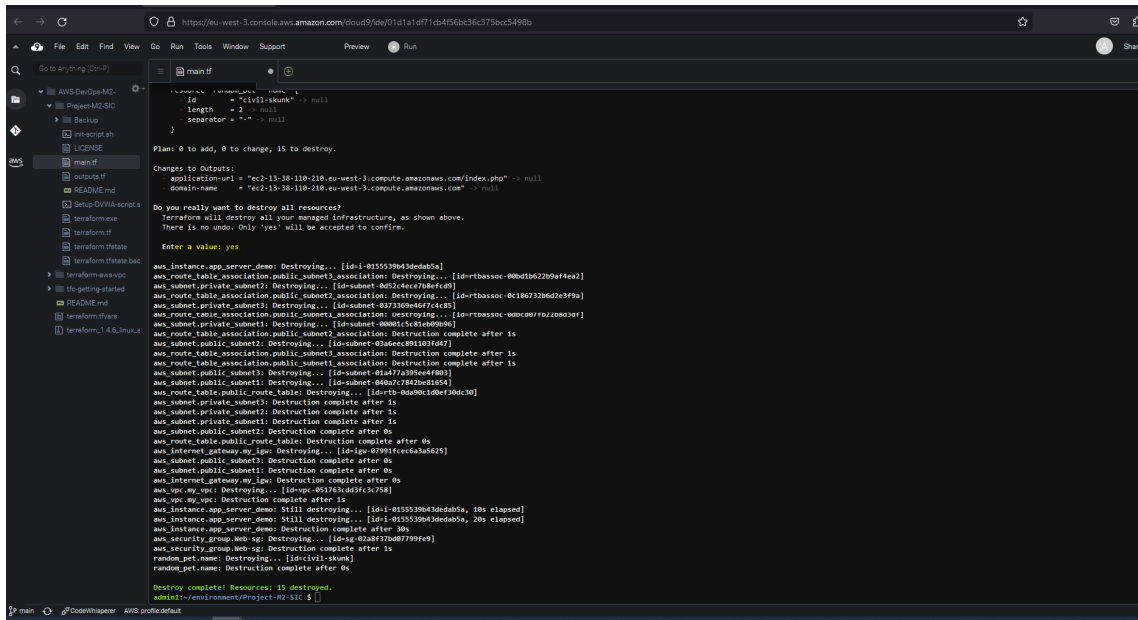 https://eu-west-3.console.aws.amazon.com/cloud9/ide/01d1a1df71cb4f56bc36c375bcc5498b
File Edit Find View Go Run Tools Window Support Preview Run
Shar
Go to Anything (Ctrl-P)
main.tf
AWS-DevOps-M2-
Project-M2-SIC
Backup
init-script.sh
LICENSE
main.tf
outputs.tf
README.md
Setup-DVWA-script.s
terraform.exe
terraform.tf
terraform.tfstate
terraform.tfstate.bac
terraform-aws-vpc
tfo-getting-started
README.md
terraform.tfvars
terraform_1.4.6_linux_a
resource "random_pet" "name" {
- id = "civil-skunk" -> null
- length = 2 -> null
- separator = "-" -> null
}
Plan: 0 to add, 0 to change, 15 to destroy.
Changes to Outputs:
- application-url = "ec2-13-38-110-210.eu-west-3.compute.amazonaws.com/index.php" -> null
- domain-name = "ec2-13-38-110-210.eu-west-3.compute.amazonaws.com" -> null
Do you really want to destroy all resources?
Terraform will destroy all your managed infrastructure, as shown above.
There is no undo. Only 'yes' will be accepted to confirm.
Enter a value: yes
aws_instance.app_server_demo: Destroying... [id=i-0155539b43dedab5a]
aws_route_table_association.public_subnet3_association: Destroying... [id=rtbassoc-00bd1b622b9af4ea2]
aws_subnet.private_subnet2: Destroying... [id=subnet-0d52c4ece7b8efcd9]
aws_route_table_association.public_subnet2_association: Destroying... [id=rtbassoc-0c186732b6d2e3f9a]
aws_subnet.private_subnet3: Destroying... [id=subnet-0373369e46f7c4c85]
aws_route_table_association.public_subnet1_association: Destroying... [id=rtbassoc-0dbcd07fb22b8d3df]
aws_subnet.private_subnet1: Destroying... [id=subnet-00001c5c81eb09b96]
aws_route_table_association.public_subnet2_association: Destruction complete after 1s
aws_subnet.public_subnet2: Destroying... [id=subnet-03a6eec891103fd47]
aws_route_table_association.public_subnet3_association: Destruction complete after 1s
aws_route_table_association.public_subnet1_association: Destruction complete after 1s
aws_subnet.public_subnet3: Destroying... [id=subnet-01a477a395ee4f803]
aws_subnet.public_subnet1: Destroying... [id=subnet-040a7c7842be81654]
aws_route_table.public_route_table: Destroying... [id=rtb-0da90c1d0ef30dc30]
aws_subnet.private_subnet3: Destruction complete after 1s
aws_subnet.private_subnet2: Destruction complete after 1s
aws_subnet.private_subnet1: Destruction complete after 1s
aws_subnet.public_subnet2: Destruction complete after 0s
aws_route_table.public_route_table: Destruction complete after 0s
aws_internet_gateway.my_igw: Destroying... [id=igw-07991fcec6a3a5625]
aws_subnet.public_subnet3: Destruction complete after 0s
aws_subnet.public_subnet1: Destruction complete after 0s
aws_internet_gateway.my_igw: Destruction complete after 0s
aws_vpc.my_vpc: Destroying... [id=vpc-051763cdd3fc3c758]
aws_vpc.my_vpc: Destruction complete after 1s
aws_instance.app_server_demo: Still destroying... [id=i-0155539b43dedab5a, 10s elapsed]
aws_instance.app_server_demo: Still destroying... [id=i-0155539b43dedab5a, 20s elapsed]
aws_instance.app_server_demo: Destruction complete after 30s
aws_security_group.Web-sg: Destroying... [id=sg-02a8f37bd07799fe9]
aws_security_group.Web-sg: Destruction complete after 1s
random_pet.name: Destroying... [id=civil-skunk]
random_pet.name: Destruction complete after 0s
Destroy complete! Resources: 15 destroyed.
admin1:~/environment/Project-M2-SIC $
aws
A
main CodeWhisperer AWS: profile:default